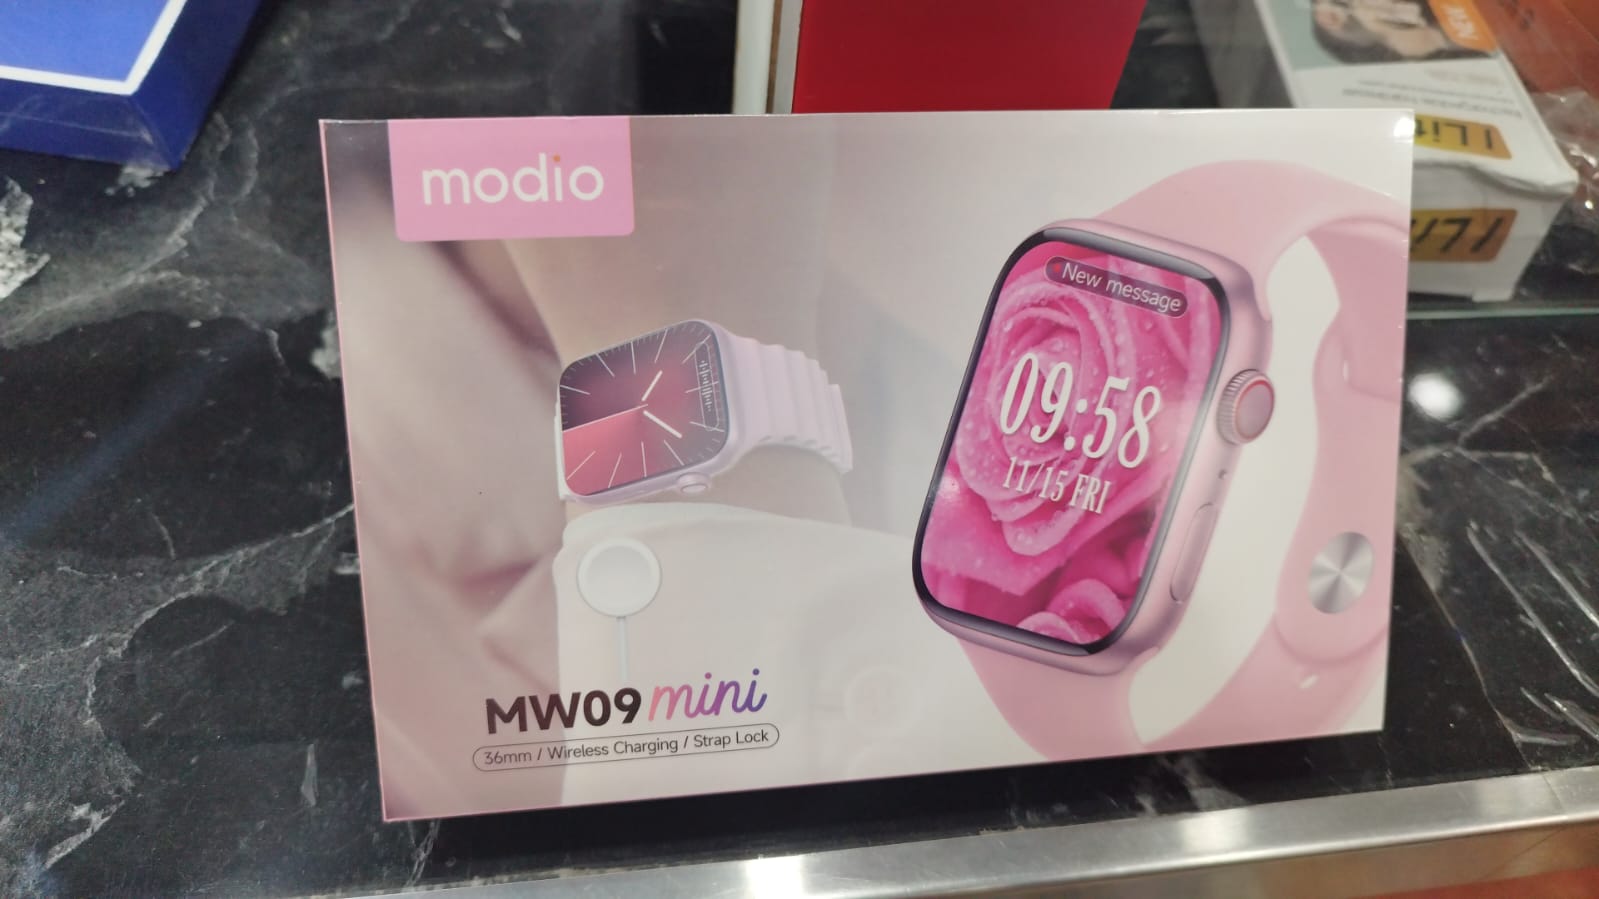 modio
New message
09:58
11/15 FRI
MW09 mini
36mm / Wireless Charging / Strap Lock